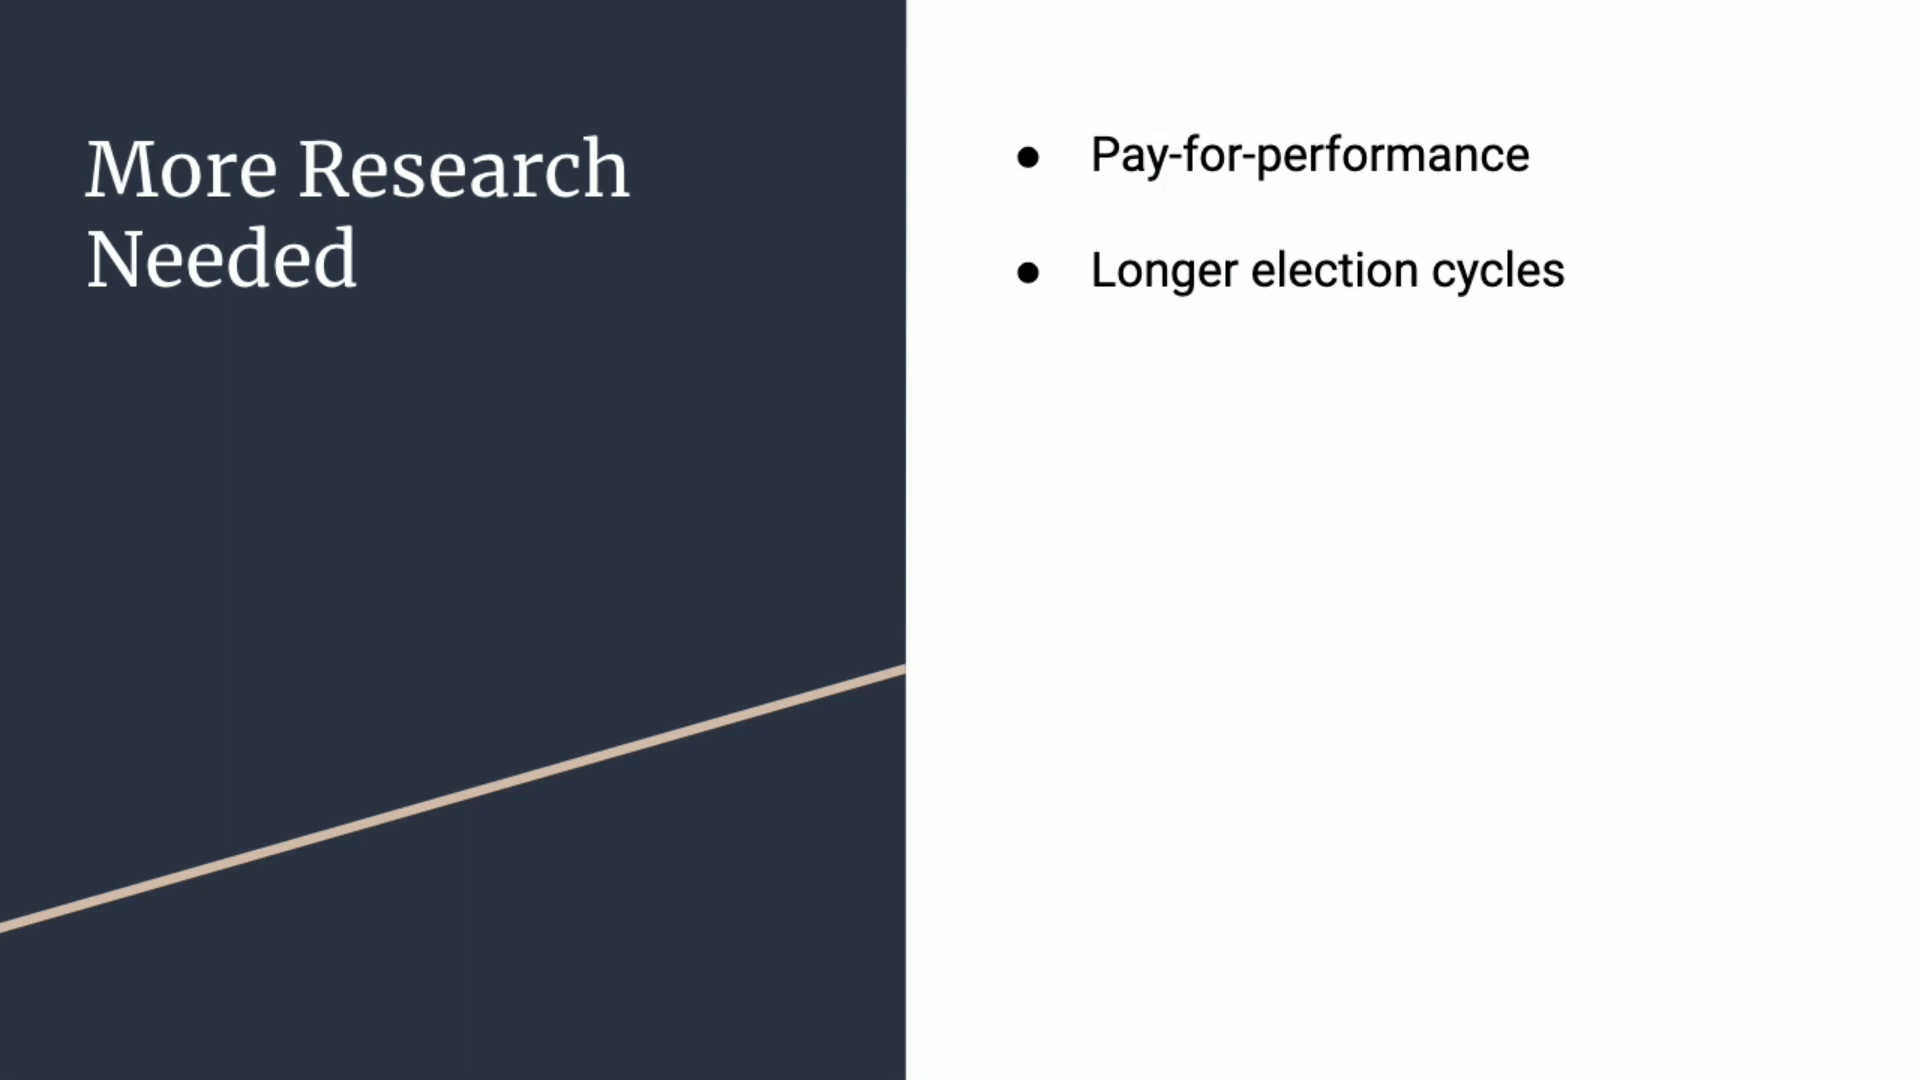 More Research
Needed
● Pay-for-performance
● Longer election cycles